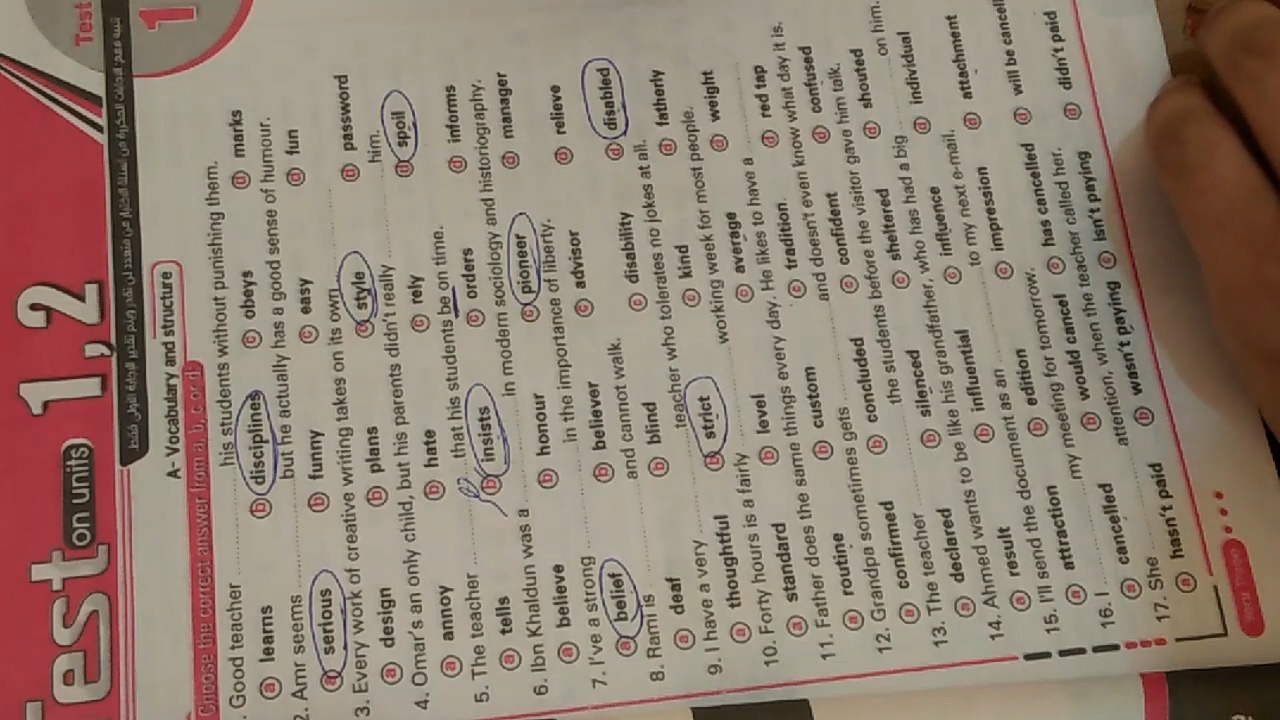 Test
1
Test
on units
1,2
A- Vocabulary and structure
Choose the correct answer from a, b, c or d:
. Good teacher ........ his students without punishing them.
a learns b disciplines c obeys d marks
2. Amr seems ........ but he actually has a good sense of humour.
a serious b funny c easy d fun
3. Every work of creative writing takes on its own ........
a design b plans c style d password
4. Omar's an only child, but his parents didn't really ........ him.
a annoy b hate c rely d spoil
5. The teacher ........ that his students be on time.
a tells b insists c orders d informs
6. Ibn Khaldun was a ........ in modern sociology and historiography.
a believe b honour c pioneer d manager
7. I've a strong ........ in the importance of liberty.
a belief b believer c advisor d relieve
8. Rami is ........ and cannot walk.
a deaf b blind c disability d disabled
9. I have a very ........ teacher who tolerates no jokes at all.
a thoughtful b strict c kind d fatherly
10. Forty hours is a fairly ........ working week for most people.
a standard b level c average d weight
11. Father does the same things every day. He likes to have a ........
a routine b custom c tradition. d red tap
12. Grandpa sometimes gets ........ and doesn't even know what day it is.
a confirmed b concluded c confident d confused
13. The teacher ........ the students before the visitor gave him talk.
a declared b silenced c sheltered d shouted
14. Ahmed wants to be like his grandfather, who has had a big ........ on him.
a result b influential c influence d individual
15. I'll send the document as an ........ to my next e-mail.
a attraction b edition c impression d attachment
16. I ........ my meeting for tomorrow.
a cancelled b would cancel c has cancelled d will be cancell
17. She ........ attention, when the teacher called her.
a hasn't paid b wasn't paying c isn't paying d didn't paid